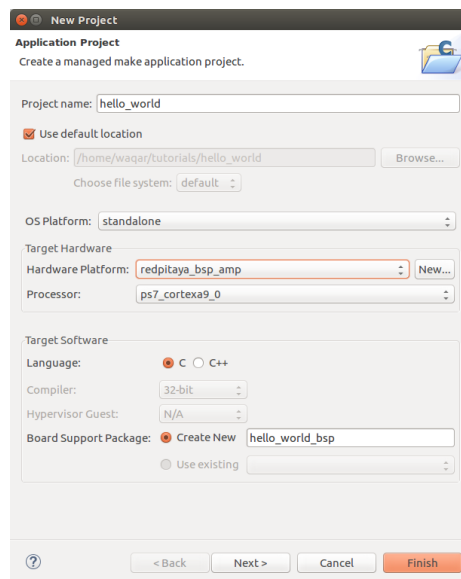 New Project
Application Project
Create a managed make application project.
Project name: hello_world
Use default location
Location: /home/waqar/tutorials/hello_world Browse...
Choose file system: default
OS Platform: standalone
Target Hardware
Hardware Platform: redpitaya_bsp_amp New...
Processor: ps7_cortexa9_0
Target Software
Language: C C++
Compiler: 32-bit
Hypervisor Guest: N/A
Board Support Package: Create New hello_world_bsp
Use existing
? < Back Next > Cancel Finish